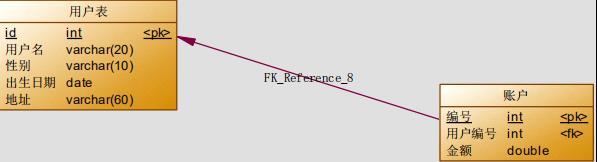 用户表
id int <pk>
用户名 varchar(20)
性别 varchar(10)
出生日期 date
地址 varchar(60)
FK_Reference_8
账户
编号 int <pk>
用户编号 int <fk>
金额 double